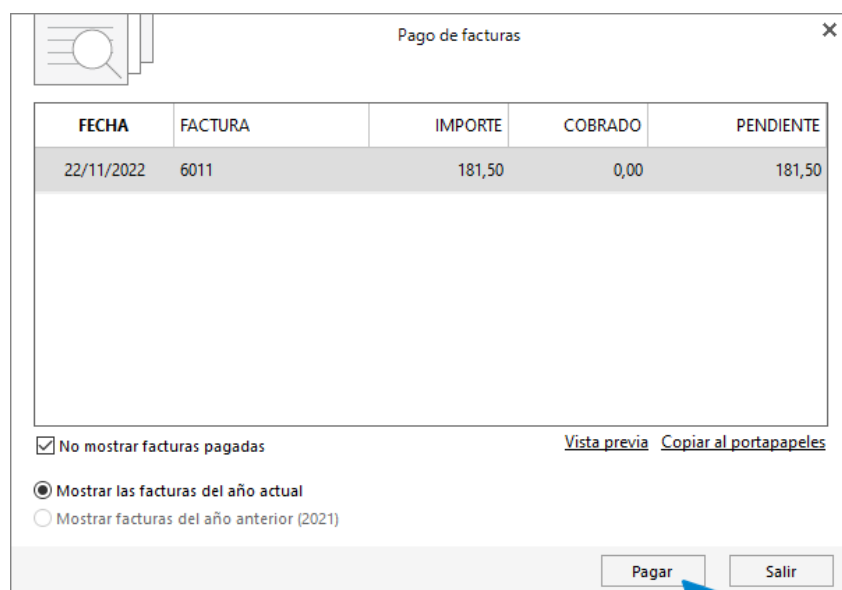 Pago de facturas
FECHA FACTURA IMPORTE COBRADO PENDIENTE
22/11/2022 6011 181,50 0,00 181,50
No mostrar facturas pagadas
Vista previa Copiar al portapapeles
Mostrar las facturas del año actual
Mostrar facturas del año anterior (2021)
Pagar Salir